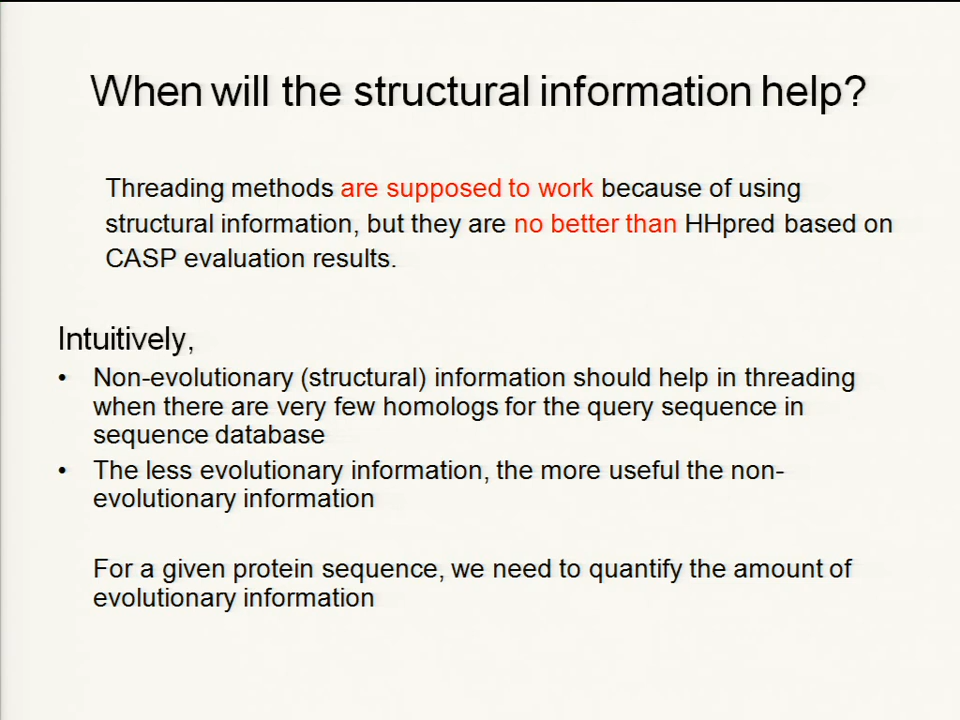 When will the structural information help?
Threading methods are supposed to work because of using
structural information, but they are no better than HHpred based on
CASP evaluation results.
Intuitively,
• Non-evolutionary (structural) information should help in threading
when there are very few homologs for the query sequence in
sequence database
• The less evolutionary information, the more useful the non-
evolutionary information
For a given protein sequence, we need to quantify the amount of
evolutionary information